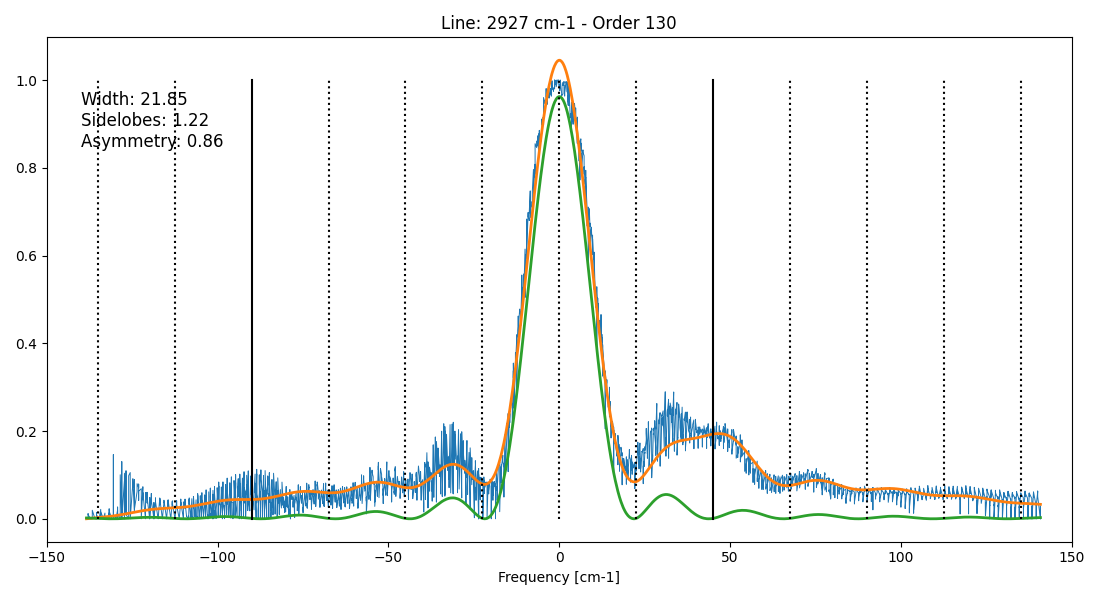 Line: 2927 cm-1 - Order 130
Width: 21.85
Sidelobes: 1.22
Asymmetry: 0.86
1.0
0.8
0.6
0.4
0.2
0.0
−150 −100 −50 0 50 100 150
Frequency [cm-1]